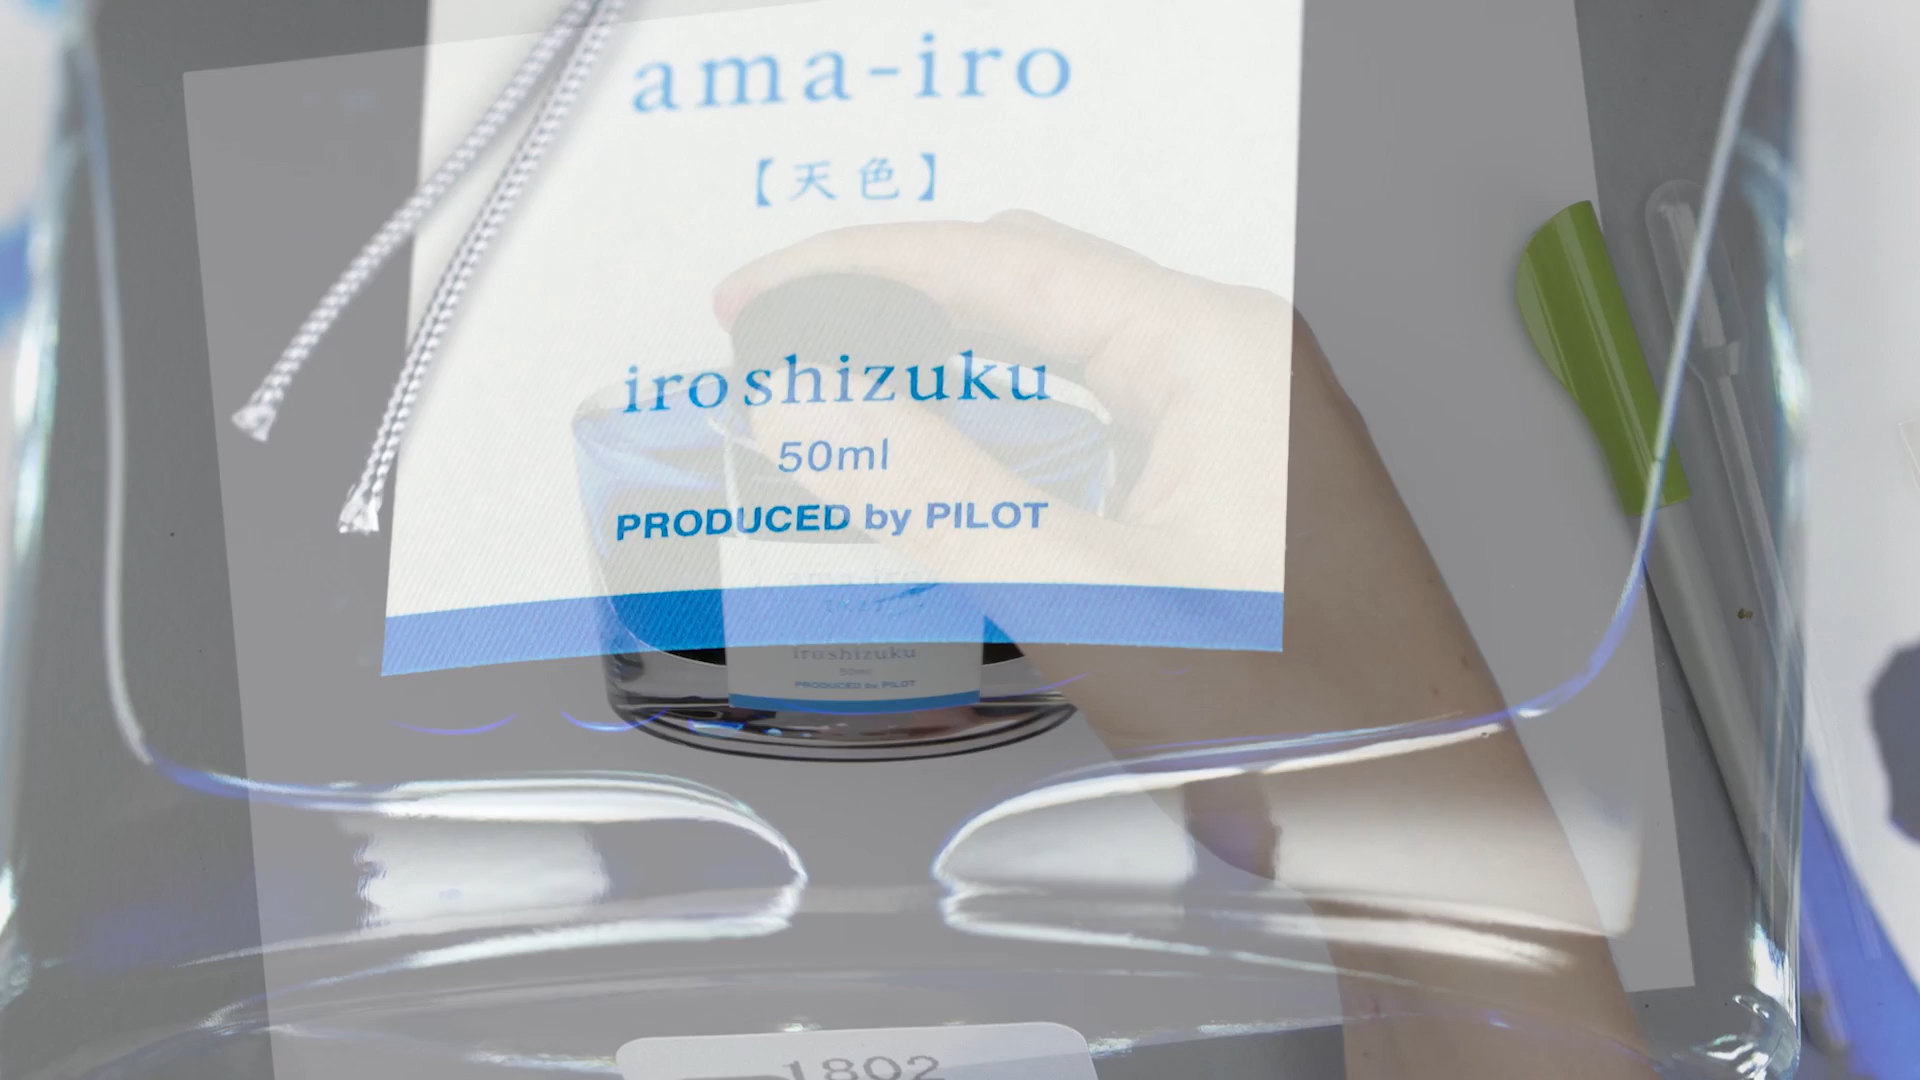 ama-iro
【天色】
iroshizuku
50ml
PRODUCED by PILOT
iroshizuku
50ml
PRODUCED by PILOT
1802